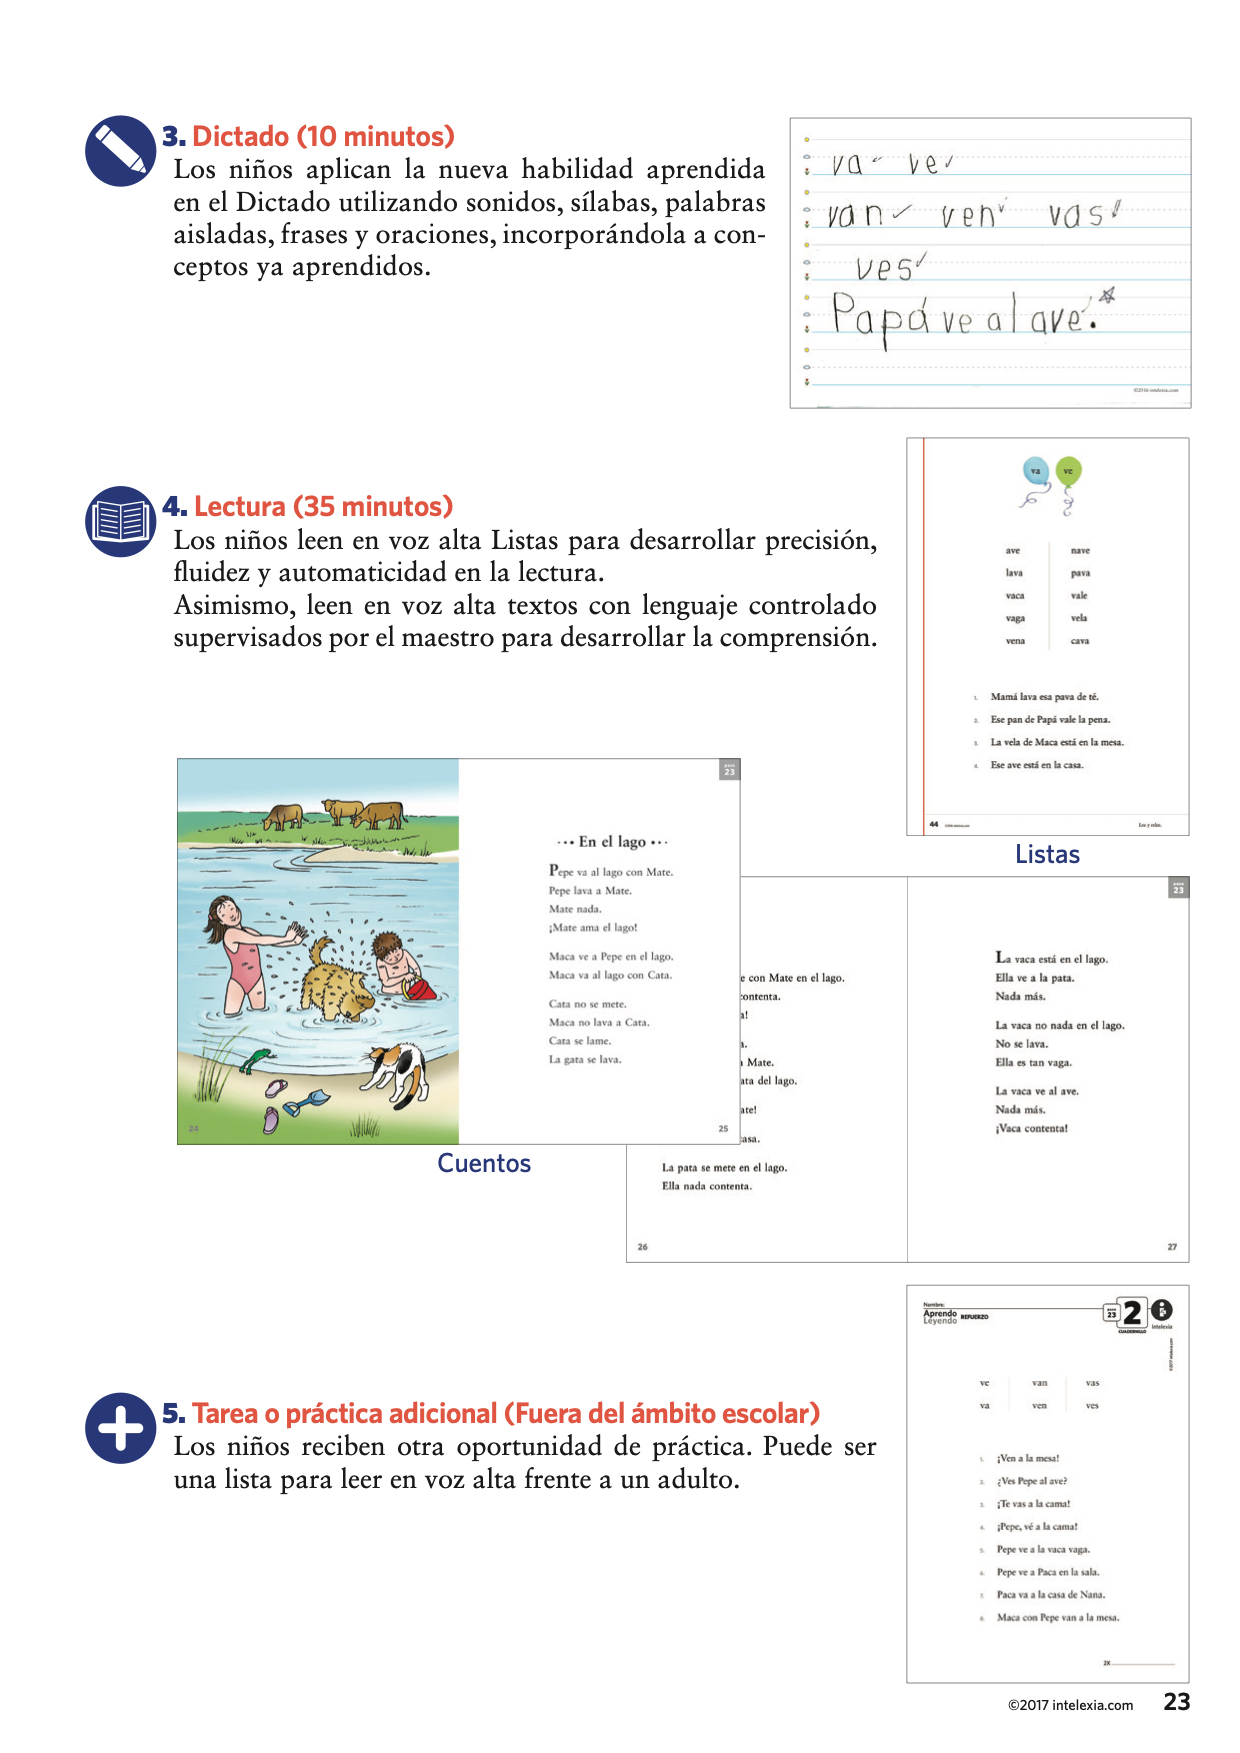 3. Dictado (10 minutos)
Los niños aplican la nueva habilidad aprendida
en el Dictado utilizando sonidos, sílabas, palabras
aisladas, frases y oraciones, incorporándola a con-
ceptos ya aprendidos.
va ve
van ven vas
ves
Papá ve al ave.
©2016 intelexia.com
4. Lectura (35 minutos)
Los niños leen en voz alta Listas para desarrollar precisión,
fluidez y automaticidad en la lectura.
Asimismo, leen en voz alta textos con lenguaje controlado
supervisados por el maestro para desarrollar la comprensión.
va ve
ave nave
lava pava
vaca vale
vaga vela
vena cava
1. Mamá lava esa pava de té.
2. Ese pan de Papá vale la pena.
3. La vela de Maca está en la mesa.
4. Ese ave está en la casa.
44 Lee y relee.
Listas
23
En el lago
Pepe va al lago con Mate.
Pepe lava a Mate.
Mate nada.
¡Mate ama el lago!
Maca ve a Pepe en el lago.
Maca va al lago con Cata.
Cata no se mete.
Maca no lava a Cata.
Cata se lame.
La gata se lava.
24 25
Cuentos
e con Mate en el lago.
contenta.
a!
a.
a Mate.
ata del lago.
ate!
casa.
La pata se mete en el lago.
Ella nada contenta.
26
23
La vaca está en el lago.
Ella ve a la pata.
Nada más.
La vaca no nada en el lago.
No se lava.
Ella es tan vaga.
La vaca ve al ave.
Nada más.
¡Vaca contenta!
27
5. Tarea o práctica adicional (Fuera del ámbito escolar)
Los niños reciben otra oportunidad de práctica. Puede ser
una lista para leer en voz alta frente a un adulto.
Nombre:
Aprendo
Leyendo REFUERZO
23 2
CUADERNILLO
intelexia
©2017 intelexia.com
ve van vas
va ven ves
1. ¡Ven a la mesa!
2. ¿Ves Pepe al ave?
3. ¡Te vas a la cama!
4. ¡Pepe, vé a la cama!
5. Pepe ve a la vaca vaga.
6. Pepe ve a Paca en la sala.
7. Paca va a la casa de Nana.
8. Maca con Pepe van a la mesa.
2X
©2017 intelexia.com 23